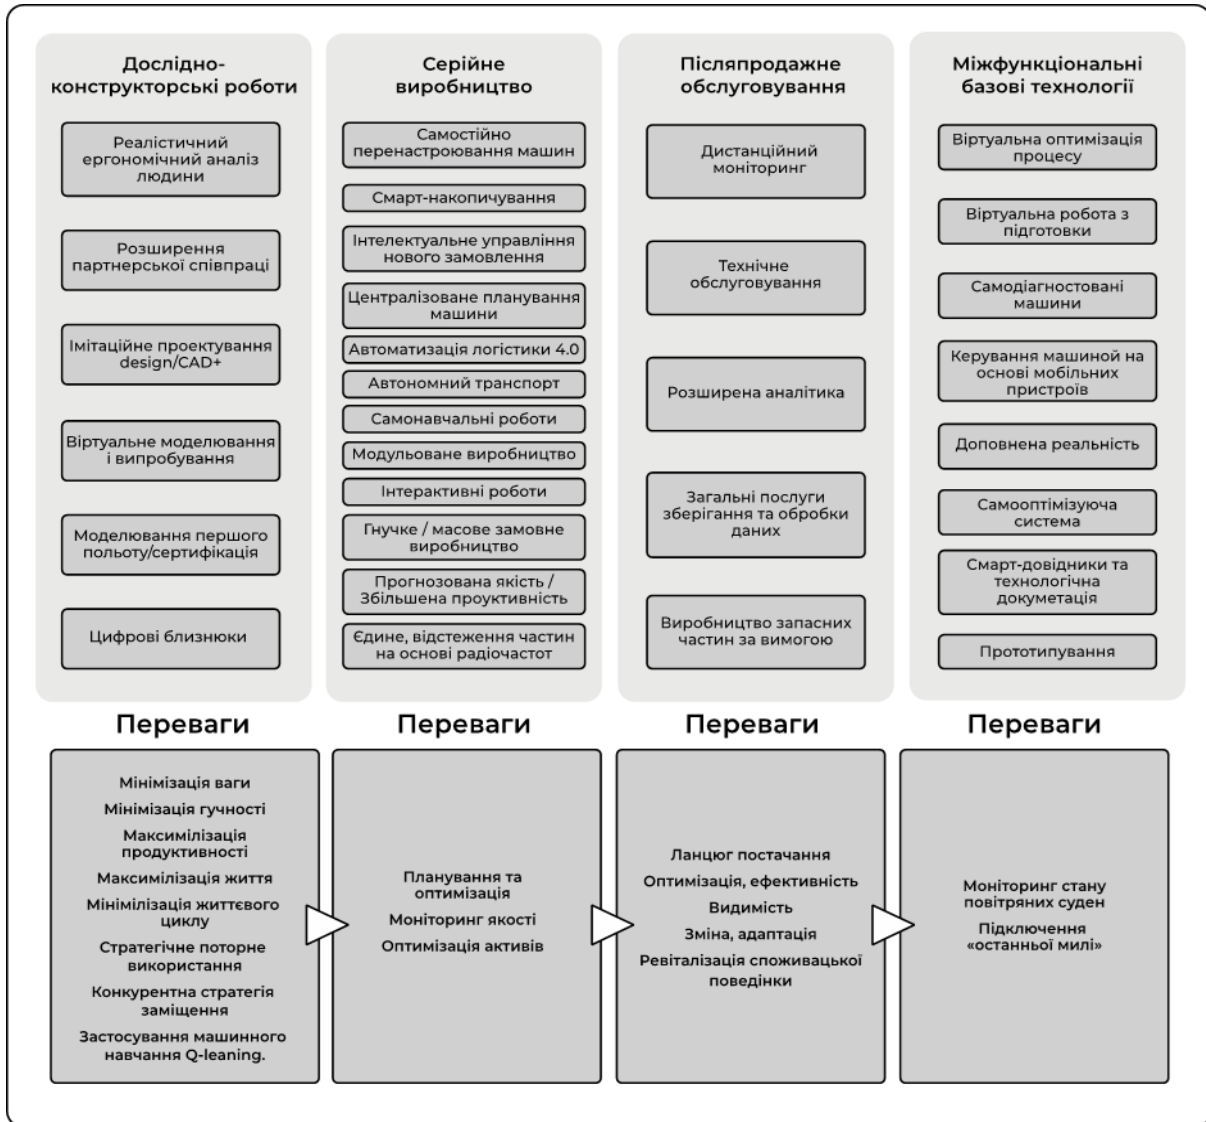 Дослідно-
конструкторські роботи
Реалістичний
ергономічний аналіз
людини
Розширення
партнерської співпраці
Імітаційне проектування
design/CAD+
Віртуальне моделювання
і випробування
Моделювання першого
польоту/сертифікація
Цифрові близнюки
Серійне
виробництво
Самостійно
перенастроювання машин
Смарт-накопичування
Інтелектуальне управління
нового замовлення
Централізоване планування
машини
Автоматизація логістики 4.0
Автономний транспорт
Самонавчальні роботи
Модульоване виробництво
Інтерактивні роботи
Гнучке / масове замовне
виробництво
Прогнозована якість /
Збільшена проуктивність
Єдине, відстеження частин
на основі радіочастот
Післяпродажне
обслуговування
Дистанційний
моніторинг
Технічне
обслуговування
Розширена аналітика
Загальні послуги
зберігання та обробки
даних
Виробництво запасних
частин за вимогою
Міжфункціональні
базові технології
Віртуальна оптимізація
процесу
Віртуальна робота з
підготовки
Самодіагностовані
машини
Керування машиной на
основі мобільних
пристроїв
Доповнена реальність
Самооптімізуюча
система
Смарт-довідники та
технологічна
докуметація
Прототипування
Переваги
Мінімізація ваги
Мінімізація гучності
Максимілізація
продуктивності
Максимілізація життя
Мінімілізація життєвого
циклу
Стратегічне поторне
використання
Конкурентна стратегія
заміщення
Застосування машинного
навчання Q-leaning.
Переваги
Планування та
оптимізація
Моніторинг якості
Оптимізація активів
Переваги
Ланцюг постачання
Оптимізація, ефективність
Видимість
Зміна, адаптація
Ревіталізація споживацької
поведінки
Переваги
Моніторинг стану
повітряних суден
Підключення
«останньої милі»